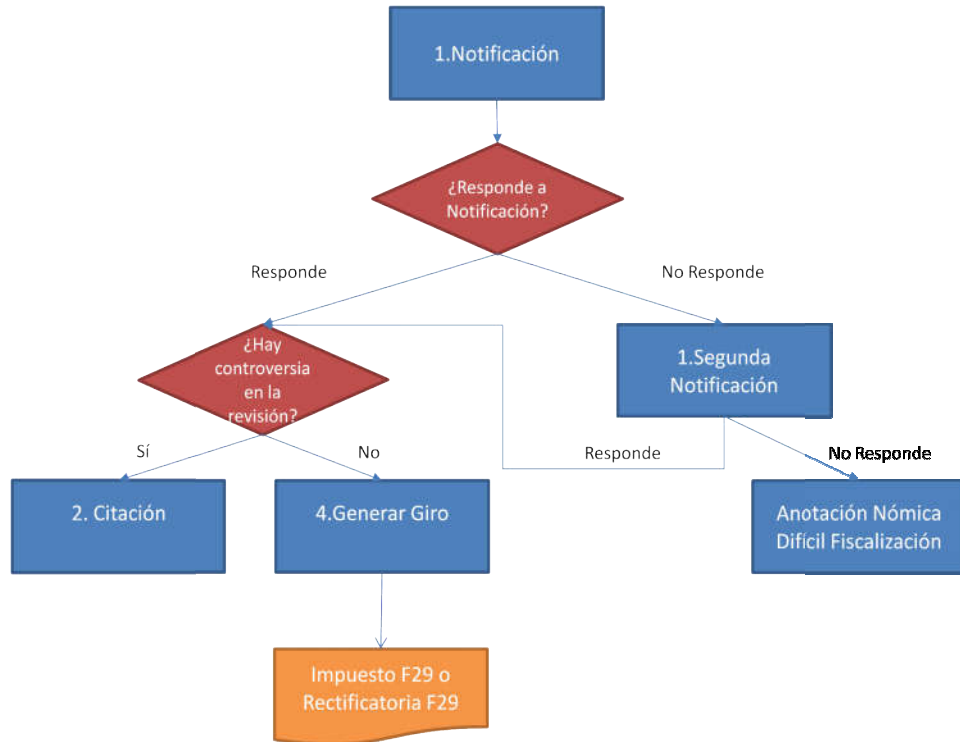 1.Notificación
¿Responde a
Notificación?
Responde
No Responde
¿Hay
controversia
en la
revisión?
1.Segunda
Notificación
Sí
No
Responde
No Responde
2. Citación
4.Generar Giro
Anotación Nómica
Difícil Fiscalización
Impuesto F29 o
Rectificatoria F29